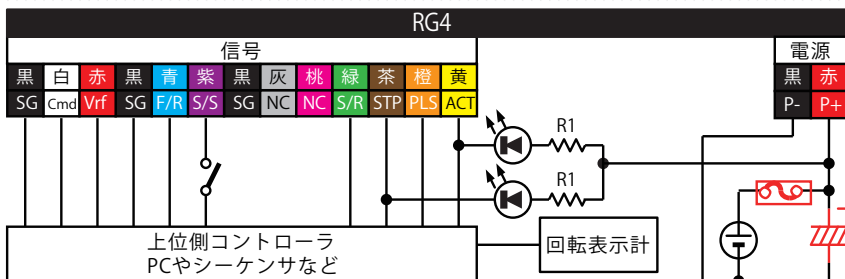 RG4
信号
電源
黒 白 赤 黒 青 紫 黒 灰 桃 緑 茶 橙 黄
黒 赤
SG Cmd Vrf SG F/R S/S SG NC NC S/R STP PLS ACT
P- P+
R1
R1
上位側コントローラ
PCやシーケンサなど
回転表示計